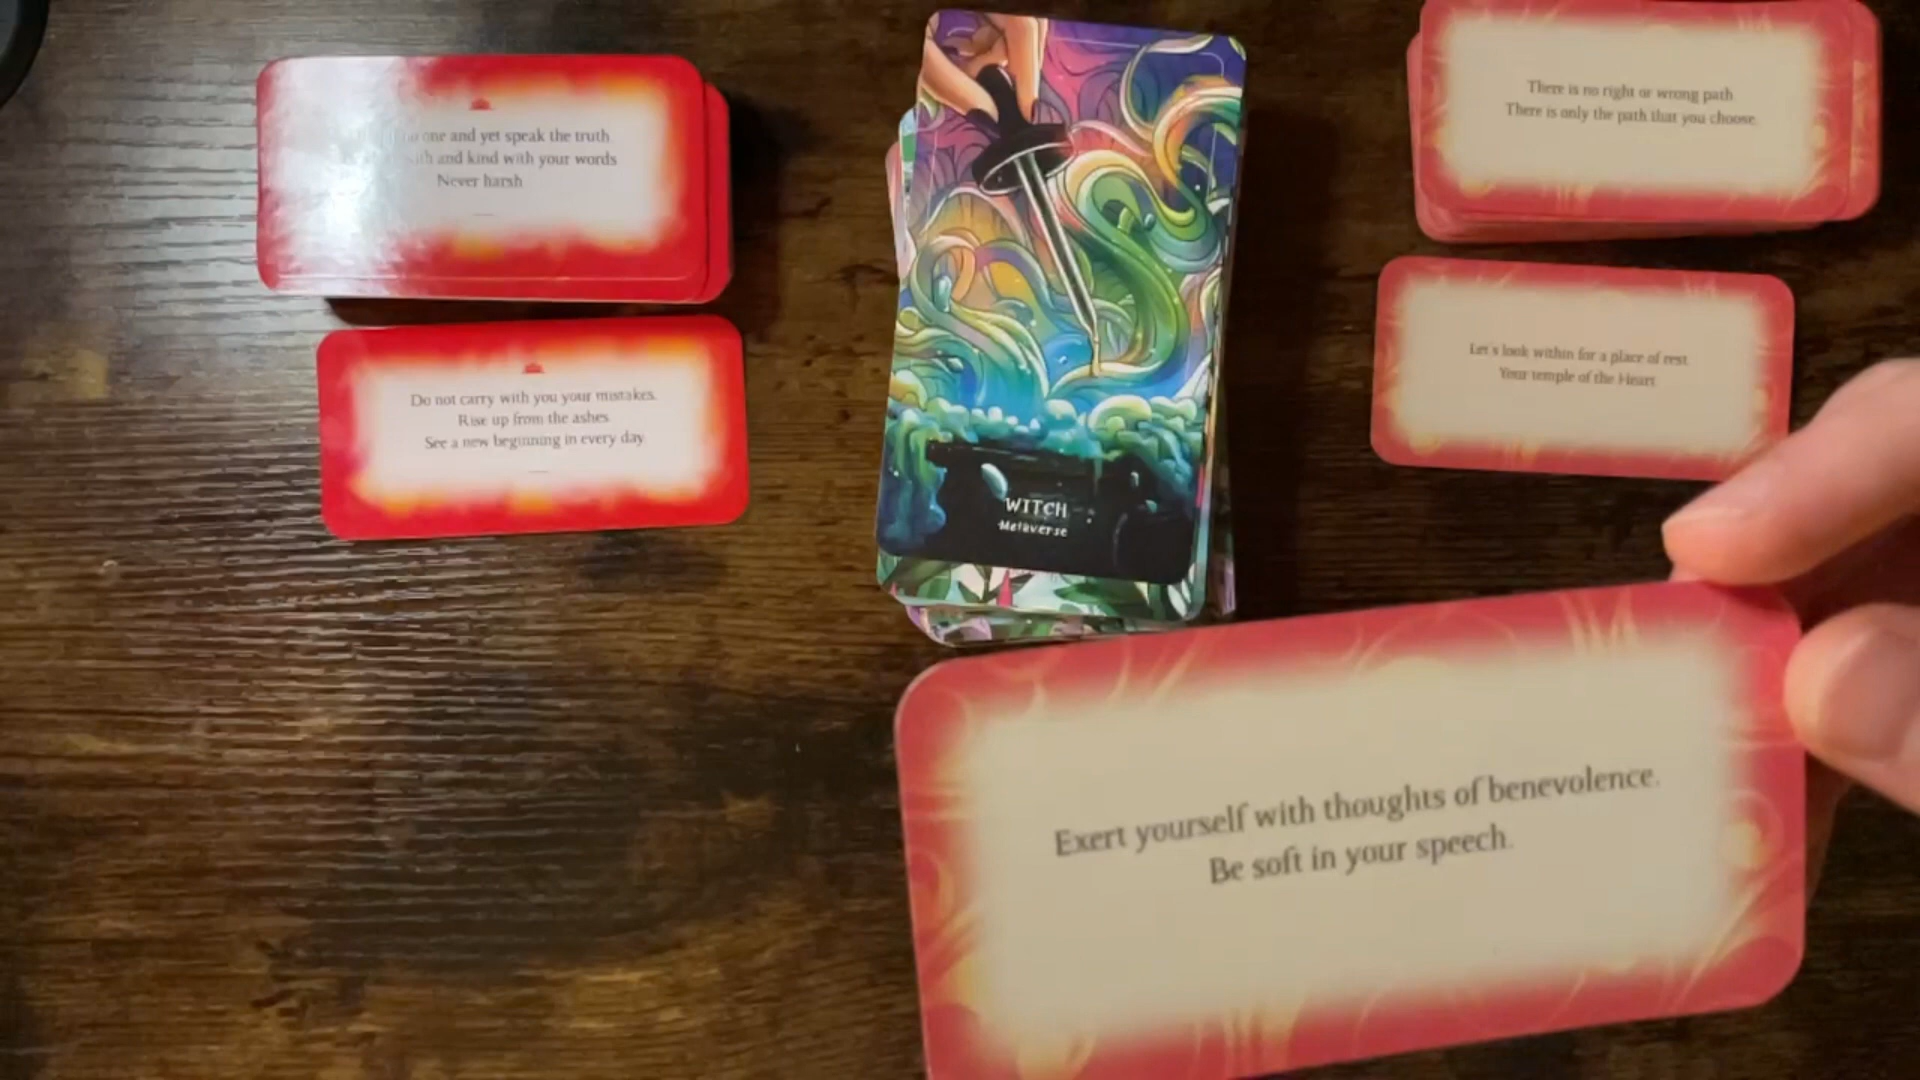 one and yet speak the truth
and kind with your words
Never harsh
Do not carry with you your mistakes.
Rise up from the ashes
See a new beginning in every day
WITCH
Metaverse
There is no right or wrong path
There is only the path that you choose.
Let's look within for a place of rest
Your temple of the Heart
Exert yourself with thoughts of benevolence.
Be soft in your speech.